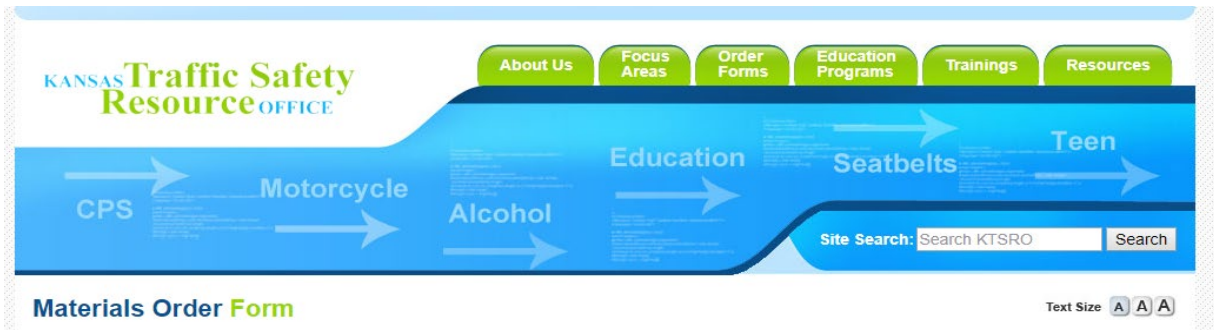 KANSAS Traffic Safety
Resource OFFICE
About Us
Focus
Areas
Order
Forms
Education
Programs
Trainings
Resources
CPS
Motorcycle
Alcohol
Education
Seatbelts
Teen
Site Search: Search KTSRO Search
Materials Order Form
Text Size A A A